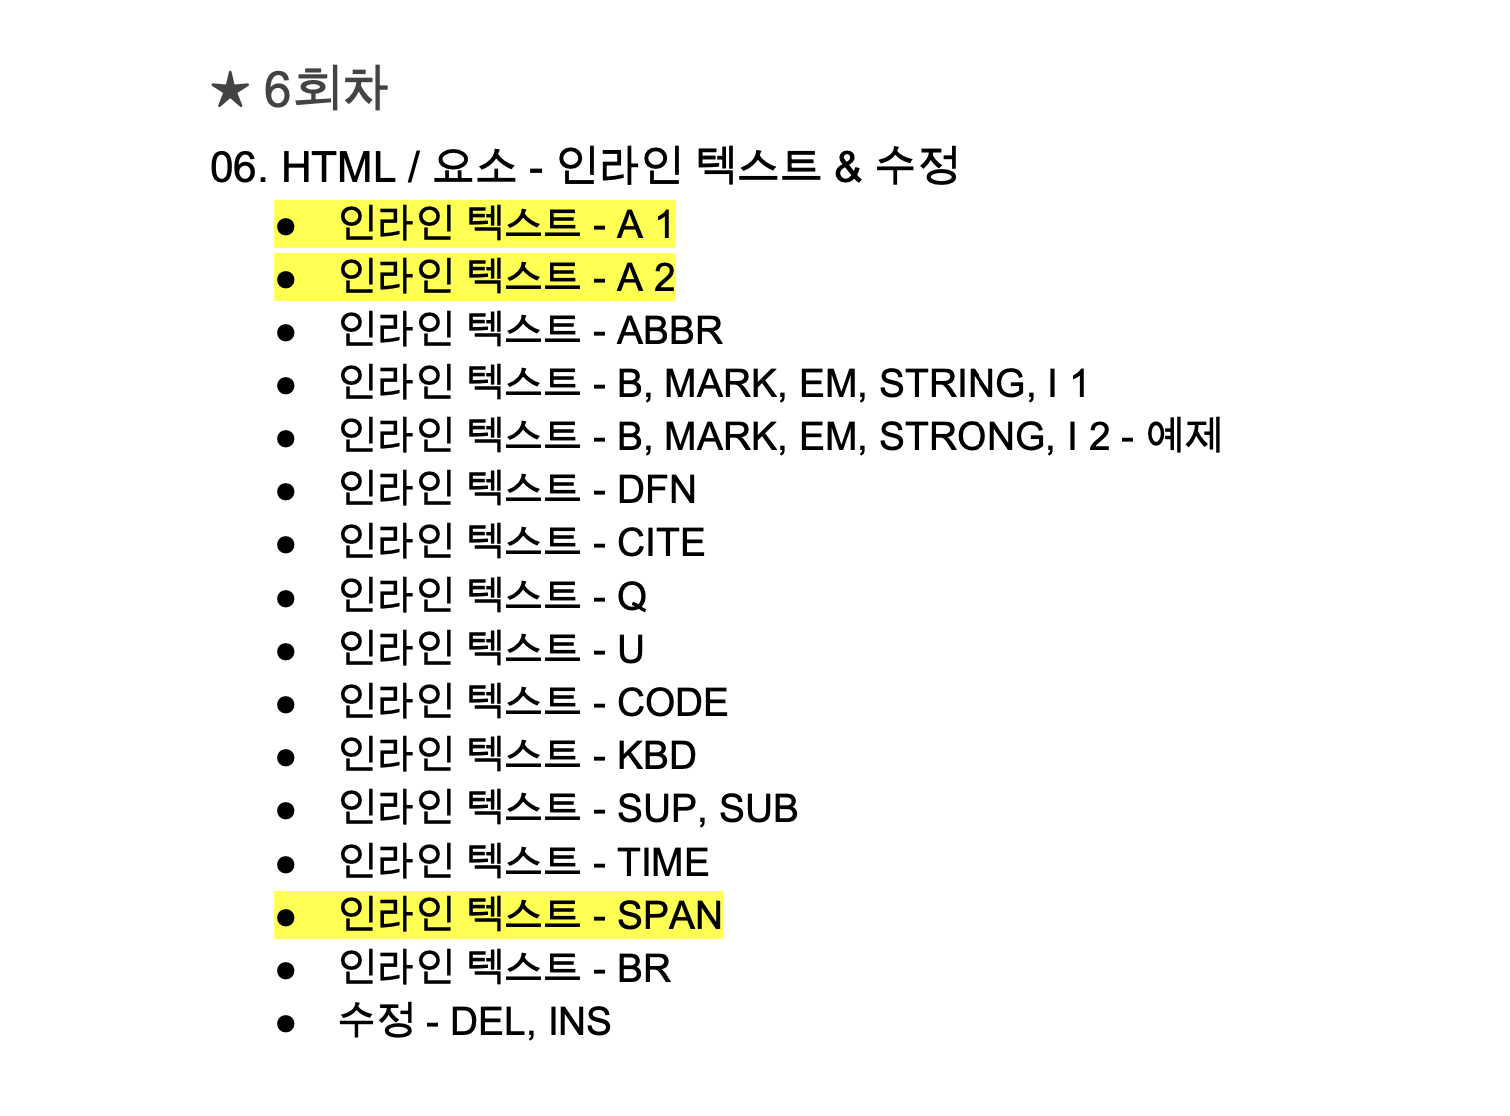 ★ 6회차
06. HTML / 요소 - 인라인 텍스트 & 수정
● 인라인 텍스트 - A 1
● 인라인 텍스트 - A 2
● 인라인 텍스트 - ABBR
● 인라인 텍스트 - B, MARK, EM, STRING, I 1
● 인라인 텍스트 - B, MARK, EM, STRONG, I 2 - 예제
● 인라인 텍스트 - DFN
● 인라인 텍스트 - CITE
● 인라인 텍스트 - Q
● 인라인 텍스트 - U
● 인라인 텍스트 - CODE
● 인라인 텍스트 - KBD
● 인라인 텍스트 - SUP, SUB
● 인라인 텍스트 - TIME
● 인라인 텍스트 - SPAN
● 인라인 텍스트 - BR
● 수정 - DEL, INS